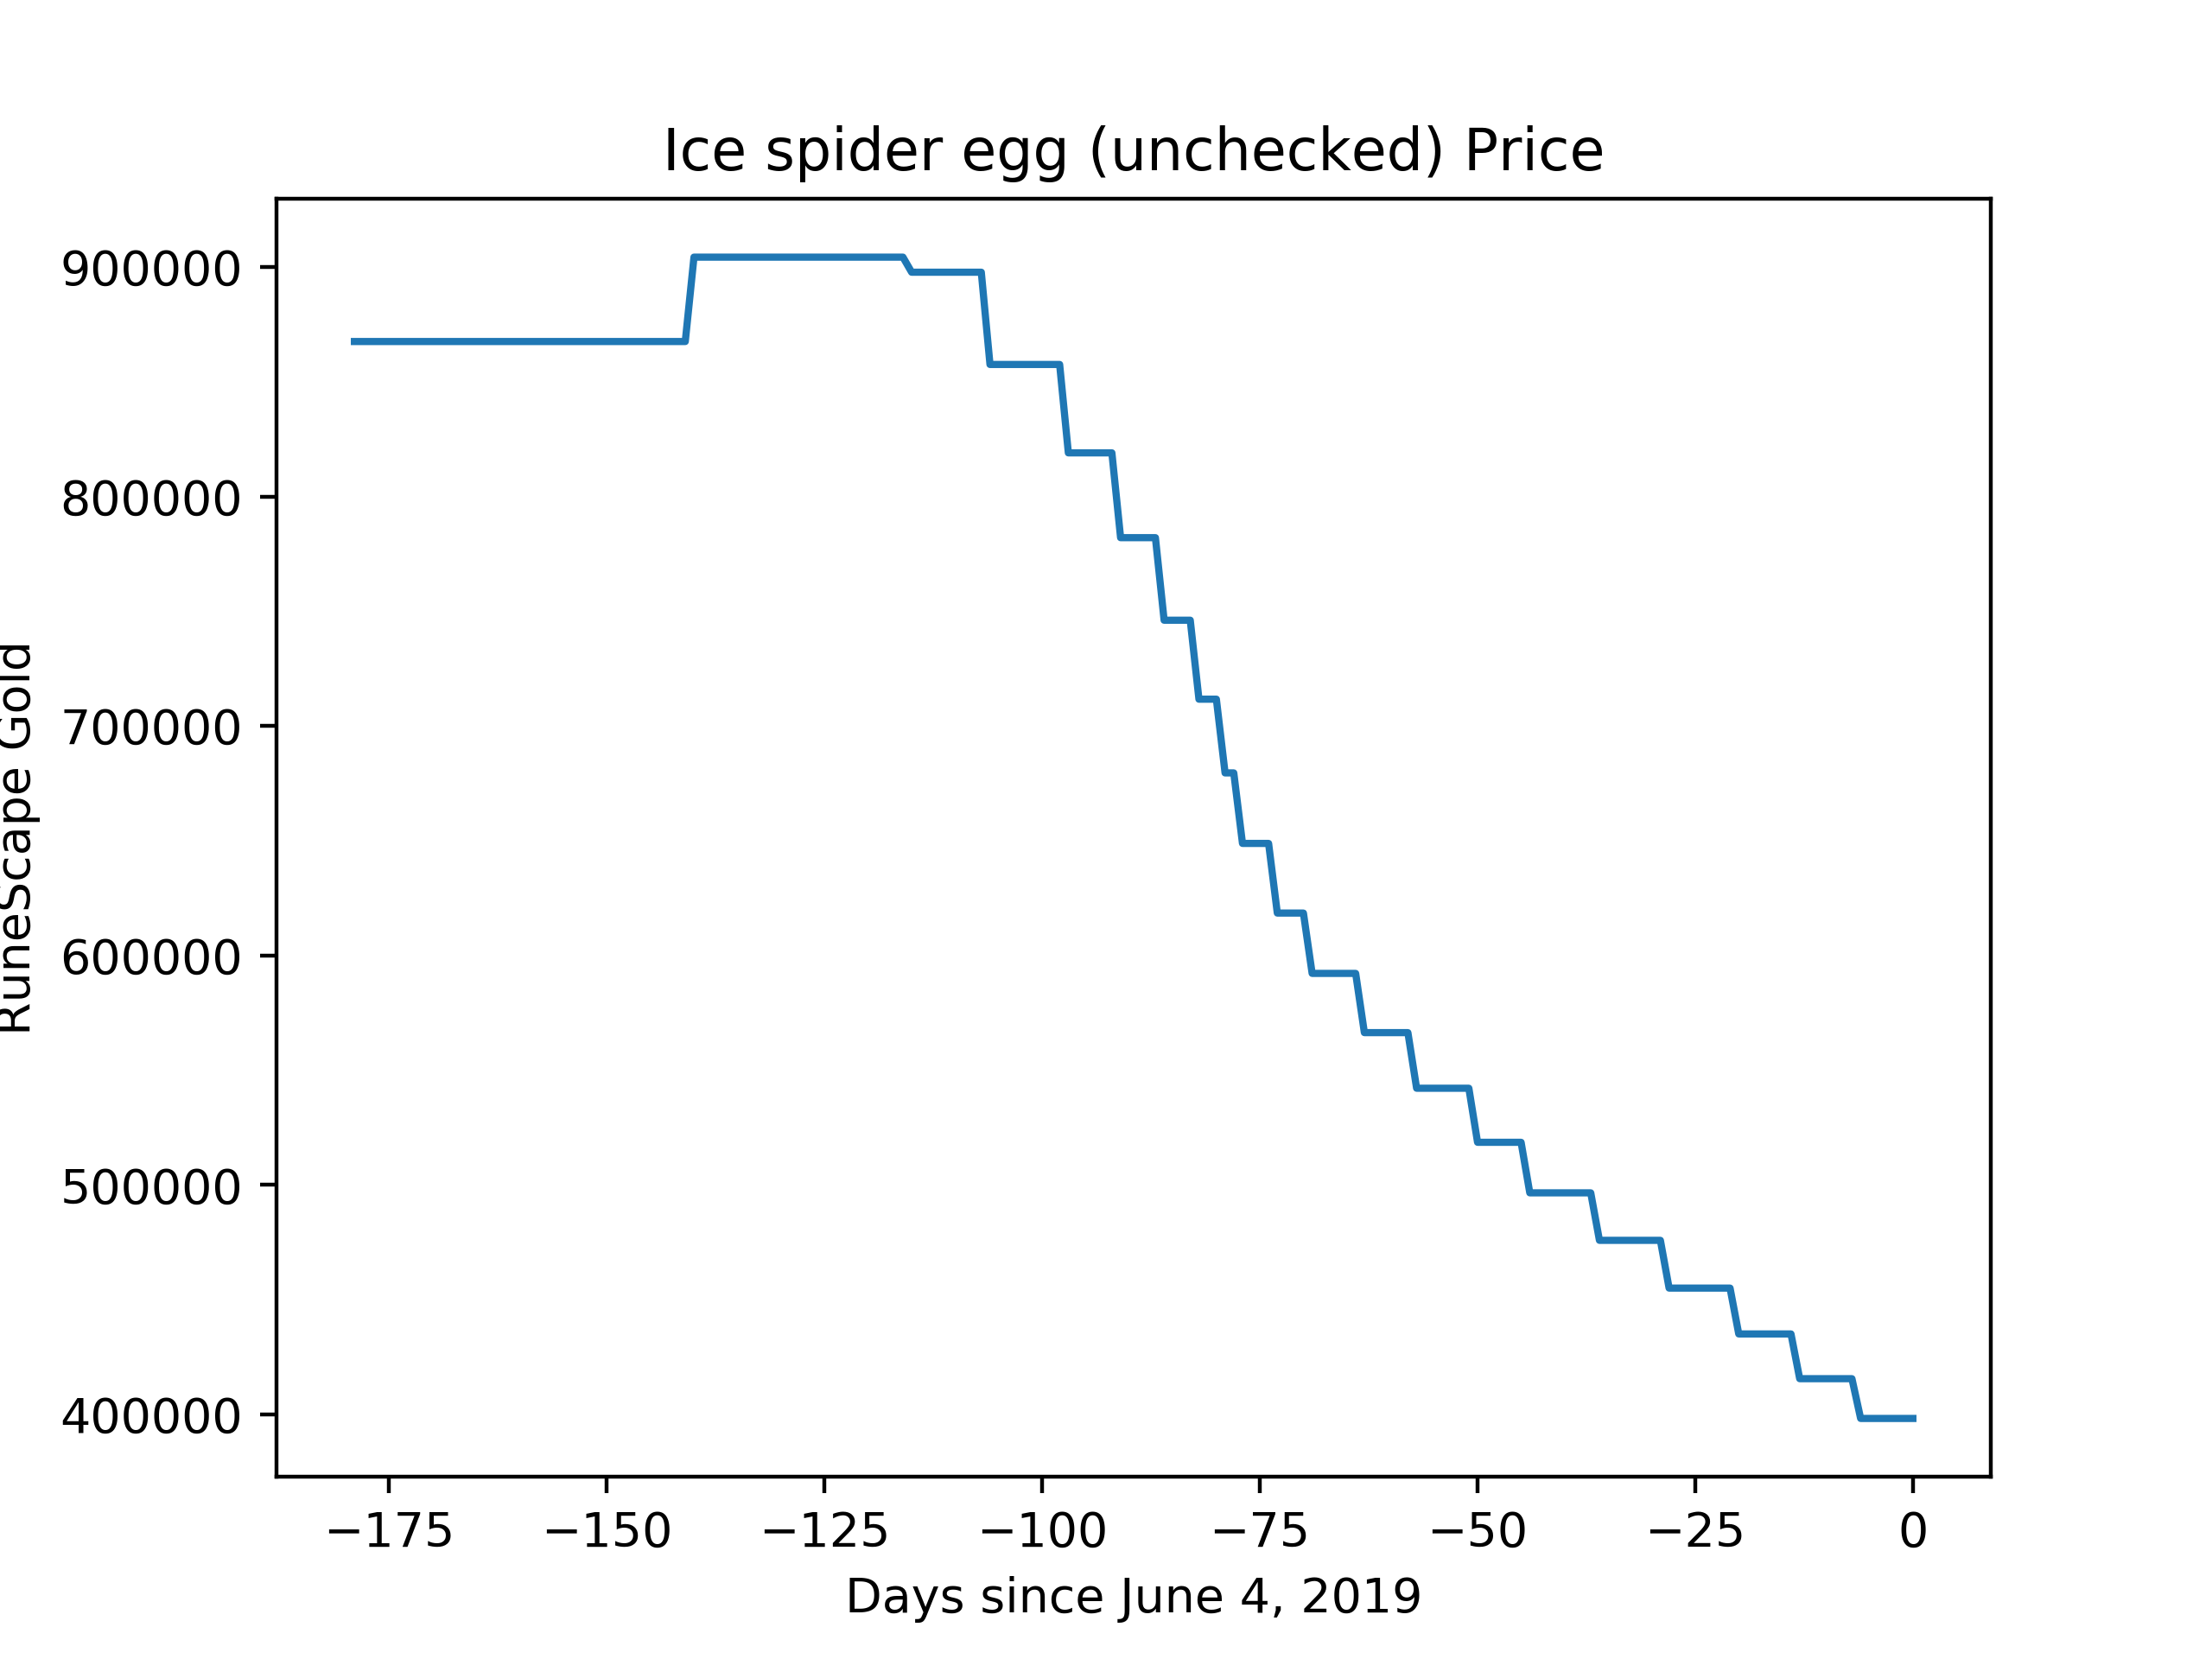 Ice spider egg (unchecked) Price
RuneScape Gold
900000
800000
700000
600000
500000
400000
−175 −150 −125 −100 −75 −50 −25 0
Days since June 4, 2019